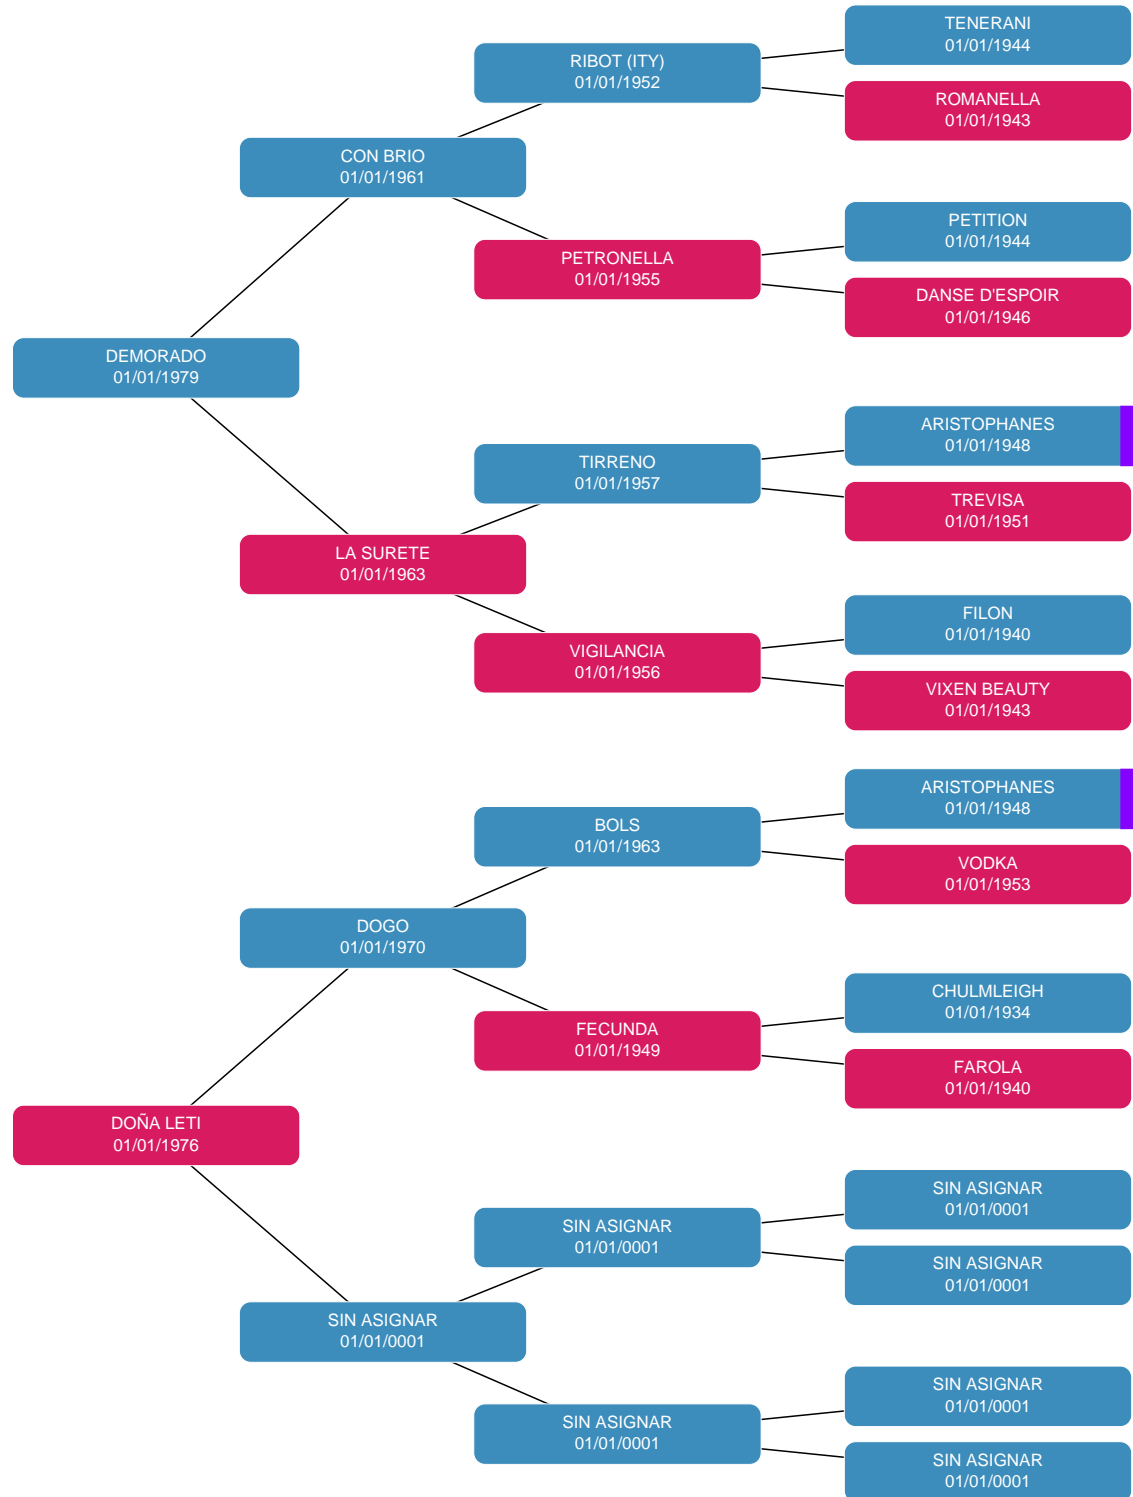 TENERANI
01/01/1944
RIBOT (ITY)
01/01/1952
ROMANELLA
01/01/1943
CON BRIO
01/01/1961
PETITION
01/01/1944
PETRONELLA
01/01/1955
DANSE D'ESPOIR
01/01/1946
DEMORADO
01/01/1979
ARISTOPHANES
01/01/1948
TIRRENO
01/01/1957
TREVISA
01/01/1951
LA SURETE
01/01/1963
FILON
01/01/1940
VIGILANCIA
01/01/1956
VIXEN BEAUTY
01/01/1943
ARISTOPHANES
01/01/1948
BOLS
01/01/1963
VODKA
01/01/1953
DOGO
01/01/1970
CHULMLEIGH
01/01/1934
FECUNDA
01/01/1949
FAROLA
01/01/1940
DOÑA LETI
01/01/1976
SIN ASIGNAR
01/01/0001
SIN ASIGNAR
01/01/0001
SIN ASIGNAR
01/01/0001
SIN ASIGNAR
01/01/0001
SIN ASIGNAR
01/01/0001
SIN ASIGNAR
01/01/0001
SIN ASIGNAR
01/01/0001